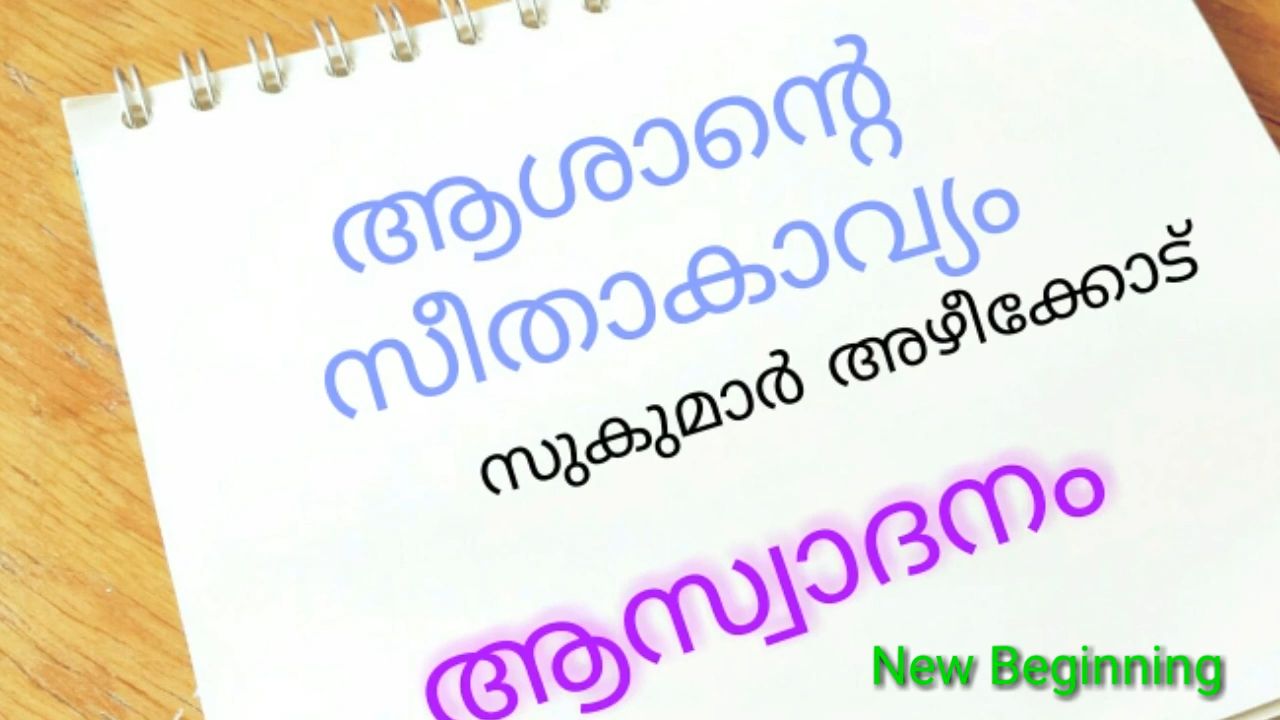 ആശാന്റെ
സീതാകാവ്യം
സുകുമാർ അഴീക്കോട്
ആസ്വാദനം
New Beginning